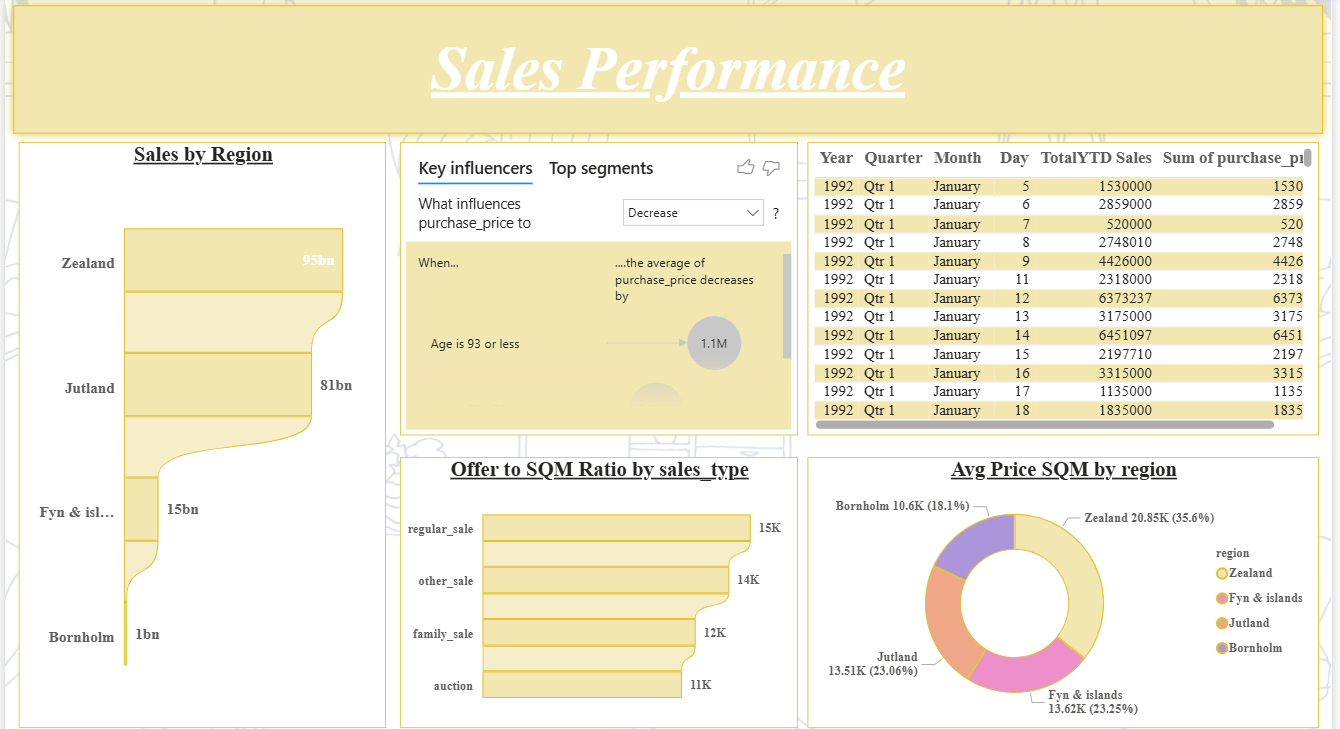 Sales Performance
Sales by Region
Zealand
95bn
Jutland
81bn
Fyn & isl...
15bn
Bornholm
1bn
Key influencers Top segments
What influences
purchase_price to
Decrease
?
When...
....the average of
purchase_price decreases
by
Age is 93 or less
1.1M
Year Quarter Month Day TotalYTD Sales Sum of purchase_pr
1992 Qtr 1 January 5 1530000 1530
1992 Qtr 1 January 6 2859000 2859
1992 Qtr 1 January 7 520000 520
1992 Qtr 1 January 8 2748010 2748
1992 Qtr 1 January 9 4426000 4426
1992 Qtr 1 January 11 2318000 2318
1992 Qtr 1 January 12 6373237 6373
1992 Qtr 1 January 13 3175000 3175
1992 Qtr 1 January 14 6451097 6451
1992 Qtr 1 January 15 2197710 2197
1992 Qtr 1 January 16 3315000 3315
1992 Qtr 1 January 17 1135000 1135
1992 Qtr 1 January 18 1835000 1835
Offer to SQM Ratio by sales_type
regular_sale 15K
other_sale 14K
family_sale 12K
auction 11K
Avg Price SQM by region
Bornholm 10.6K (18.1%)
Zealand 20.85K (35.6%)
Jutland
13.51K (23.06%)
Fyn & islands
13.62K (23.25%)
region
Zealand
Fyn & islands
Jutland
Bornholm